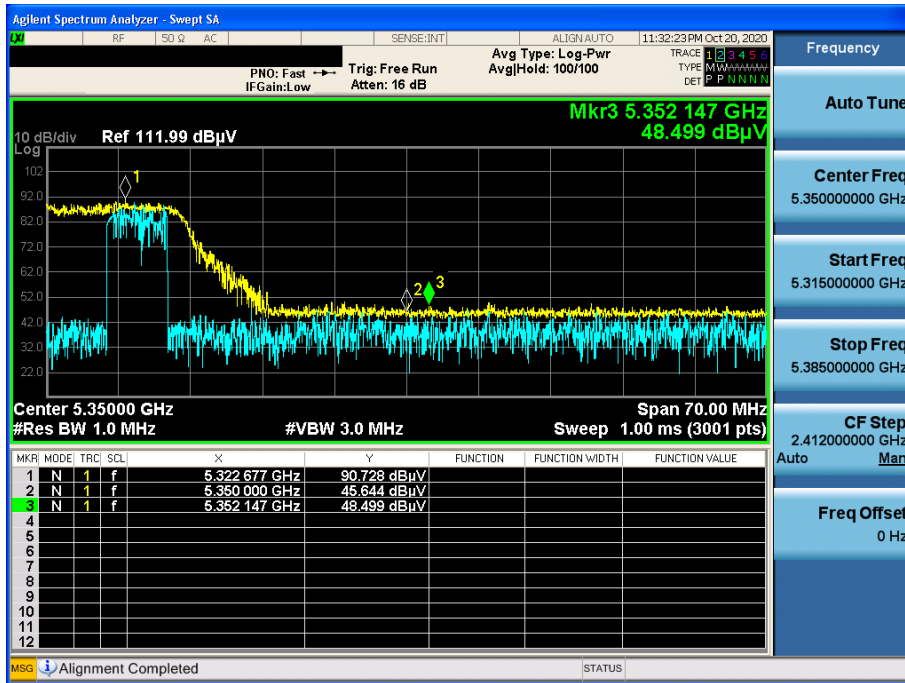 Agilent Spectrum Analyzer - Swept SA
LXI RF 50 Ω AC SENSE:INT ALIGN AUTO 11:32:23 PM Oct 20, 2020
Avg Type: Log-Pwr TRACE 1 2 3 4 5 6
PNO: Fast Trig: Free Run Avg|Hold: 100/100 TYPE M W
IFGain:Low Atten: 16 dB DET P P N N N N
Mkr3 5.352 147 GHz
48.499 dBµV
10 dB/div Ref 111.99 dBµV
Log
102
92.0
82.0
72.0
62.0
52.0
42.0
32.0
22.0
1
2
3
Center 5.35000 GHz Span 70.00 MHz
#Res BW 1.0 MHz #VBW 3.0 MHz Sweep 1.00 ms (3001 pts)
MKR MODE TRC SCL X Y FUNCTION FUNCTION WIDTH FUNCTION VALUE
1 N 1 f 5.322 677 GHz 90.728 dBµV
2 N 1 f 5.350 000 GHz 45.644 dBµV
3 N 1 f 5.352 147 GHz 48.499 dBµV
4
5
6
7
8
9
10
11
12
MSG Alignment Completed STATUS
Frequency
Auto Tune
Center Freq
5.350000000 GHz
Start Freq
5.315000000 GHz
Stop Freq
5.385000000 GHz
CF Step
2.412000000 GHz
Auto Man
Freq Offset
0 Hz